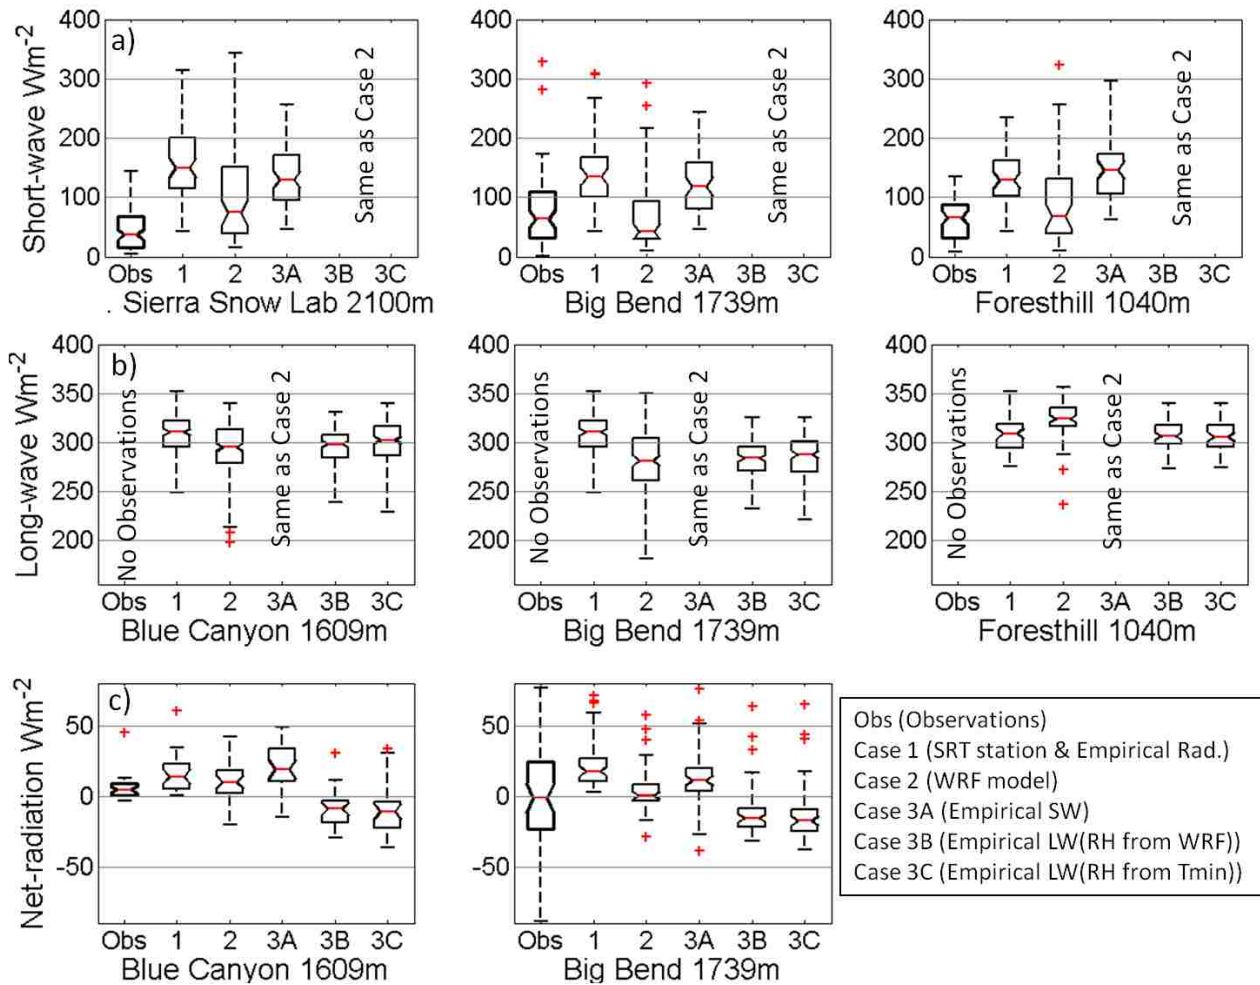 a)
Short-wave Wm-2
400
300
200
100
0
Same as Case 2
Obs 1 2 3A 3B 3C
. Sierra Snow Lab 2100m
400
300
200
100
0
Same as Case 2
Obs 1 2 3A 3B 3C
Big Bend 1739m
400
300
200
100
0
Same as Case 2
Obs 1 2 3A 3B 3C
Foresthill 1040m
b)
Long-wave Wm-2
400
350
300
250
200
No Observations
Same as Case 2
Obs 1 2 3A 3B 3C
Blue Canyon 1609m
400
350
300
250
200
No Observations
Same as Case 2
Obs 1 2 3A 3B 3C
Big Bend 1739m
400
350
300
250
200
No Observations
Same as Case 2
Obs 1 2 3A 3B 3C
Foresthill 1040m
c)
Net-radiation Wm-2
50
0
-50
Obs 1 2 3A 3B 3C
Blue Canyon 1609m
50
0
-50
Obs 1 2 3A 3B 3C
Big Bend 1739m
Obs (Observations)
Case 1 (SRT station & Empirical Rad.)
Case 2 (WRF model)
Case 3A (Empirical SW)
Case 3B (Empirical LW(RH from WRF))
Case 3C (Empirical LW(RH from Tmin))